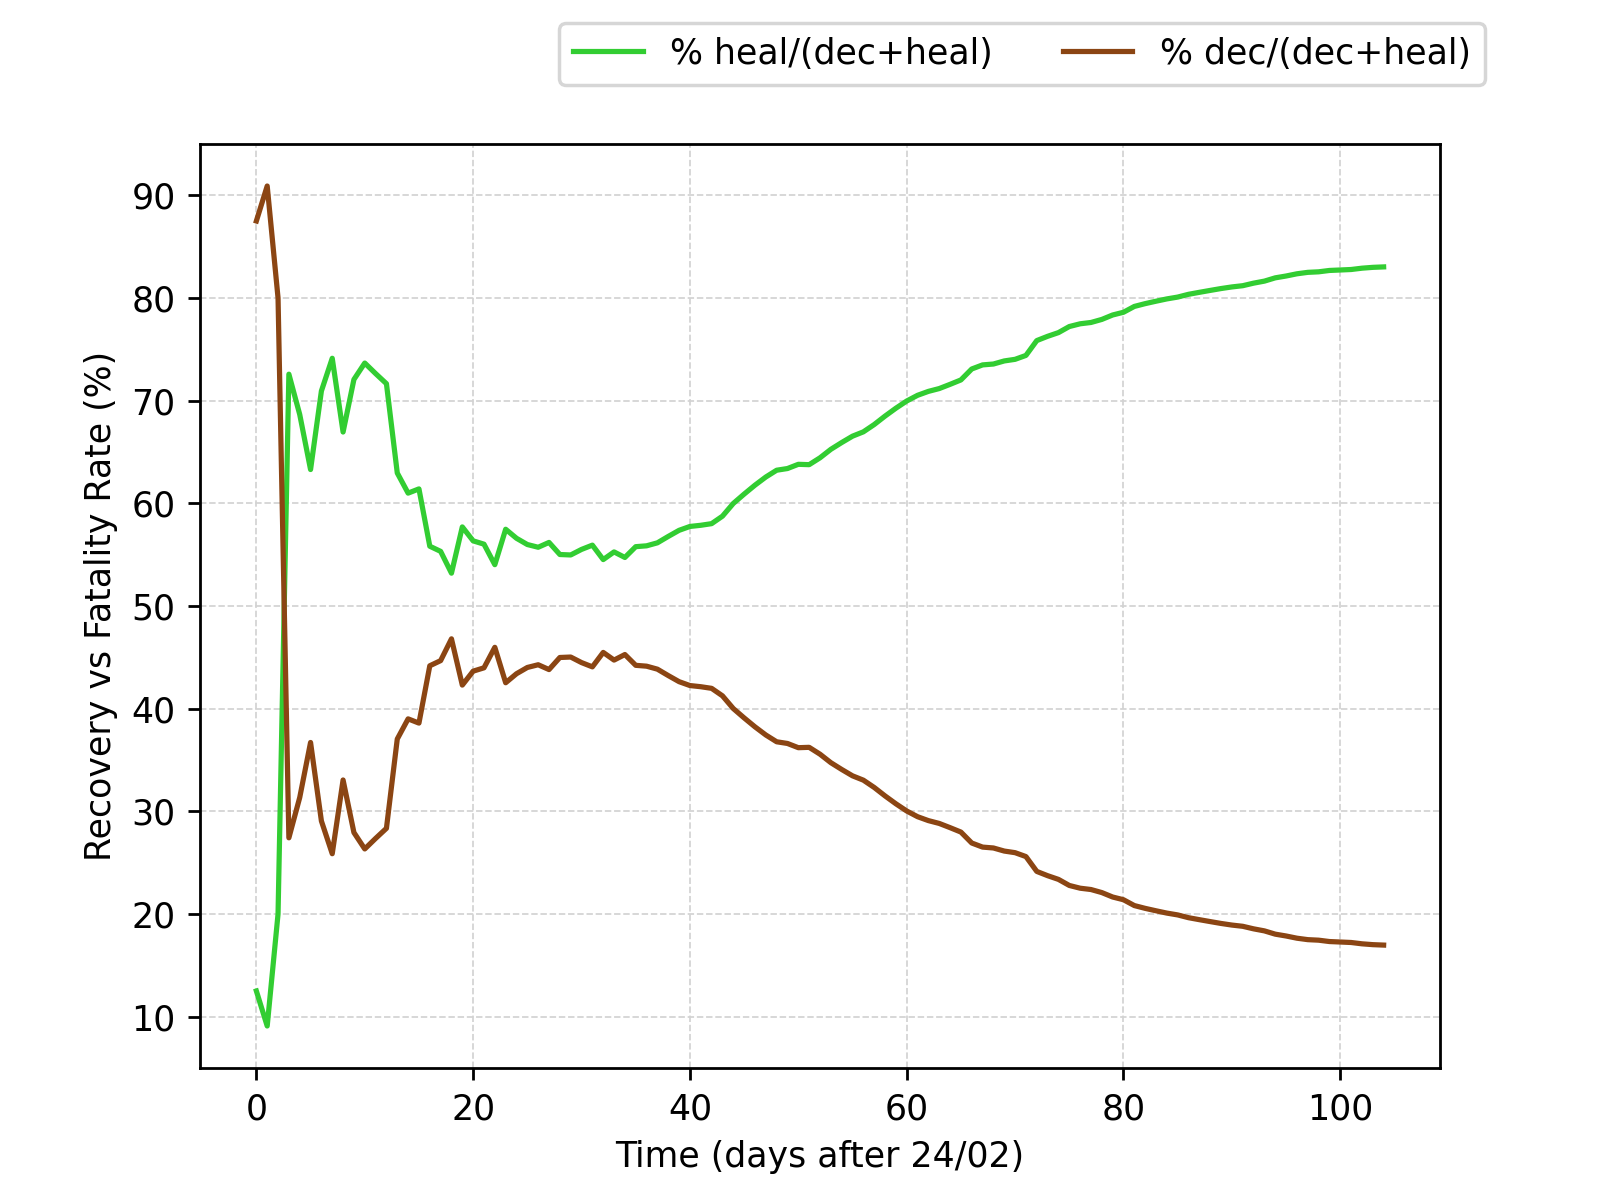 % heal/(dec+heal) % dec/(dec+heal)
Recovery vs Fatality Rate (%)
90
80
70
60
50
40
30
20
10
0 20 40 60 80 100
Time (days after 24/02)